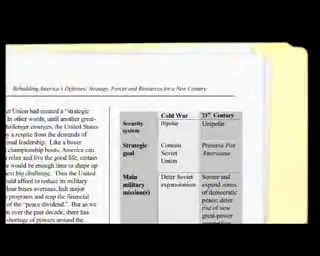 Rebuilding America's Defenses: Strategy, Forces and Resources for a New Century
et Union had created a "strategic
In other words, until another great-
challenger emerges, the United States
y a respite from the demands of
onal leadership. Like a boxer
championship bouts, America can
relax and live the good life, certain
e would be enough time to shape up
next big challenge. Thus the United
ould afford to reduce its military
close bases overseas, halt major
programs and reap the financial
of the "peace dividend." But as we
n over the past decade, there has
shortage of powers around the
Cold War 21st Century
Security system Bipolar Unipolar
Strategic goal Contain Soviet Union Preserve Pax Americana
Main military mission(s) Deter Soviet expansionism Secure and expand zones of democratic peace; deter rise of new great-power